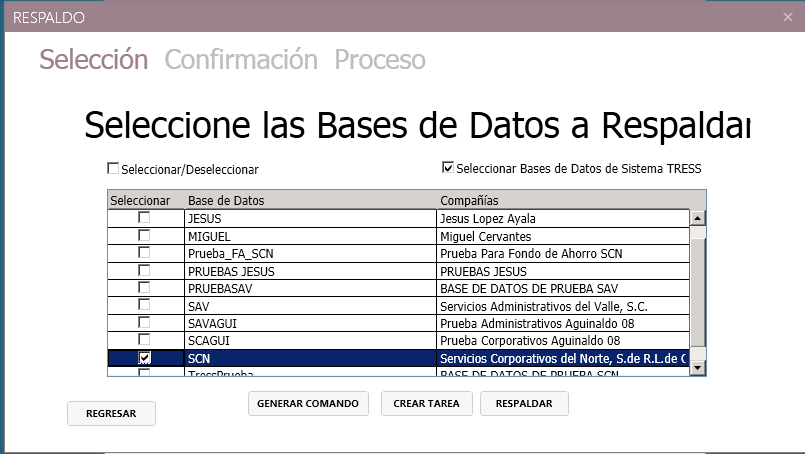 RESPALDO
Selección Confirmación Proceso
Seleccione las Bases de Datos a Respaldar
Seleccionar/Deseleccionar Seleccionar Bases de Datos de Sistema TRESS
Seleccionar Base de Datos Compañías
JESUS Jesus Lopez Ayala
MIGUEL Miguel Cervantes
Prueba_FA_SCN Prueba Para Fondo de Ahorro SCN
PRUEBAS JESUS PRUEBAS JESUS
PRUEBASAV BASE DE DATOS DE PRUEBA SAV
SAV Servicios Administrativos del Valle, S.C.
SAVAGUI Prueba Administrativos Aguinaldo 08
SCAGUI Prueba Corporativos Aguinaldo 08
SCN Servicios Corporativos del Norte, S.de R.L.de C
TressPrueba BASE DE DATOS DE PRUEBA SCN
REGRESAR GENERAR COMANDO CREAR TAREA RESPALDAR